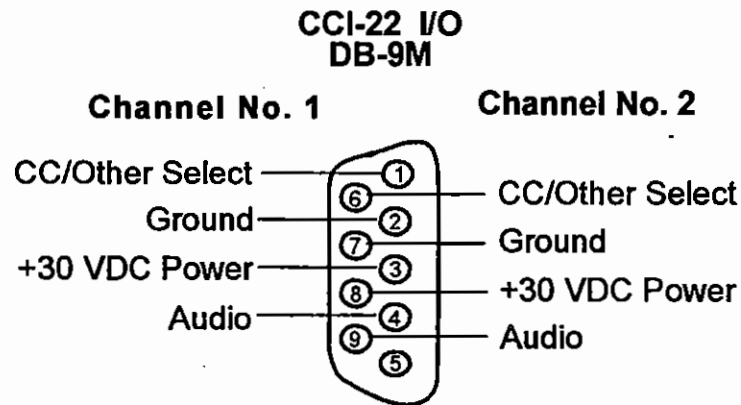 CCI-22 I/O
DB-9M
Channel No. 1
Channel No. 2
CC/Other Select
1
6
CC/Other Select
Ground
2
7
Ground
+30 VDC Power
3
8
+30 VDC Power
Audio
4
9
Audio
5